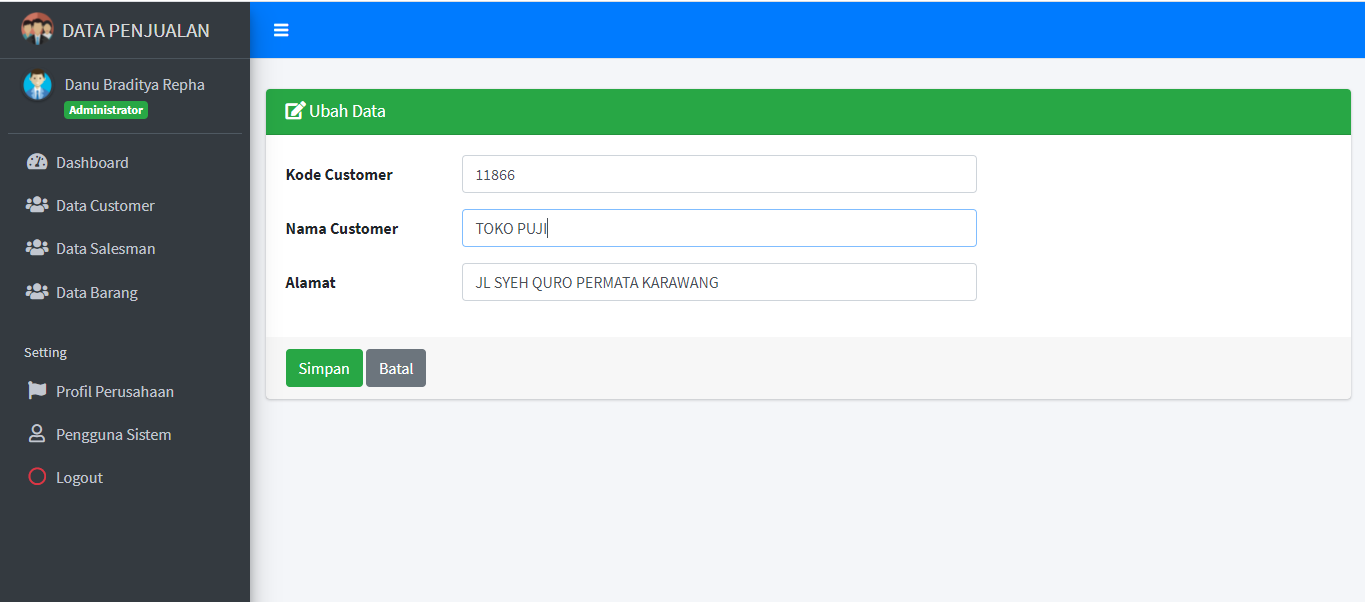 DATA PENJUALAN
Danu Braditya Repha
Administrator
Dashboard
Data Customer
Data Salesman
Data Barang
Setting
Profil Perusahaan
Pengguna Sistem
Logout
Ubah Data
Kode Customer 11866
Nama Customer TOKO PUJI
Alamat JL SYEH QURO PERMATA KARAWANG
Simpan Batal